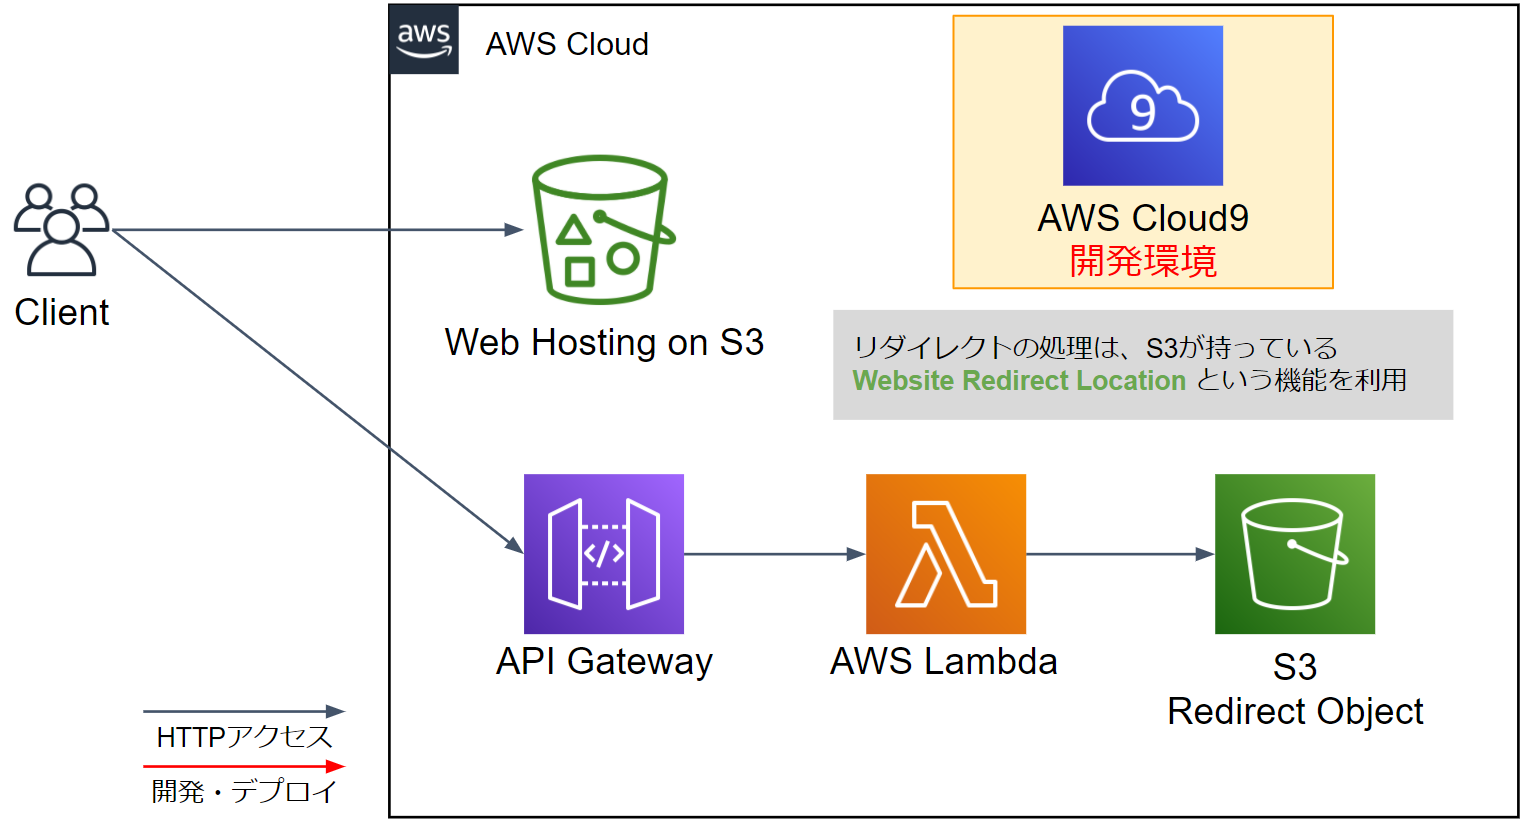 aws
AWS Cloud
9
AWS Cloud9
開発環境
Client
Web Hosting on S3
リダイレクトの処理は、S3が持っている
Website Redirect Location という機能を利用
</>
API Gateway
AWS Lambda
S3
Redirect Object
HTTPアクセス
開発・デプロイ